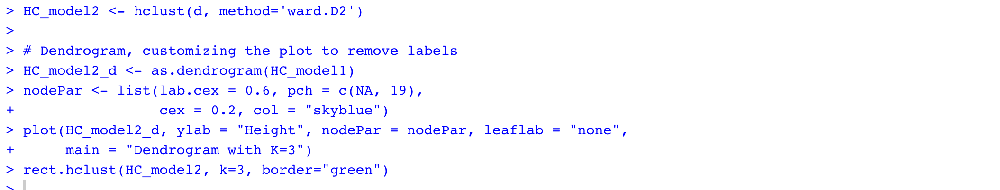 > HC_model2 <- hclust(d, method='ward.D2')
>
> # Dendrogram, customizing the plot to remove labels
> HC_model2_d <- as.dendrogram(HC_model1)
> nodePar <- list(lab.cex = 0.6, pch = c(NA, 19),
+                 cex = 0.2, col = "skyblue")
> plot(HC_model2_d, ylab = "Height", nodePar = nodePar, leaflab = "none",
+      main = "Dendrogram with K=3")
> rect.hclust(HC_model2, k=3, border="green")
>